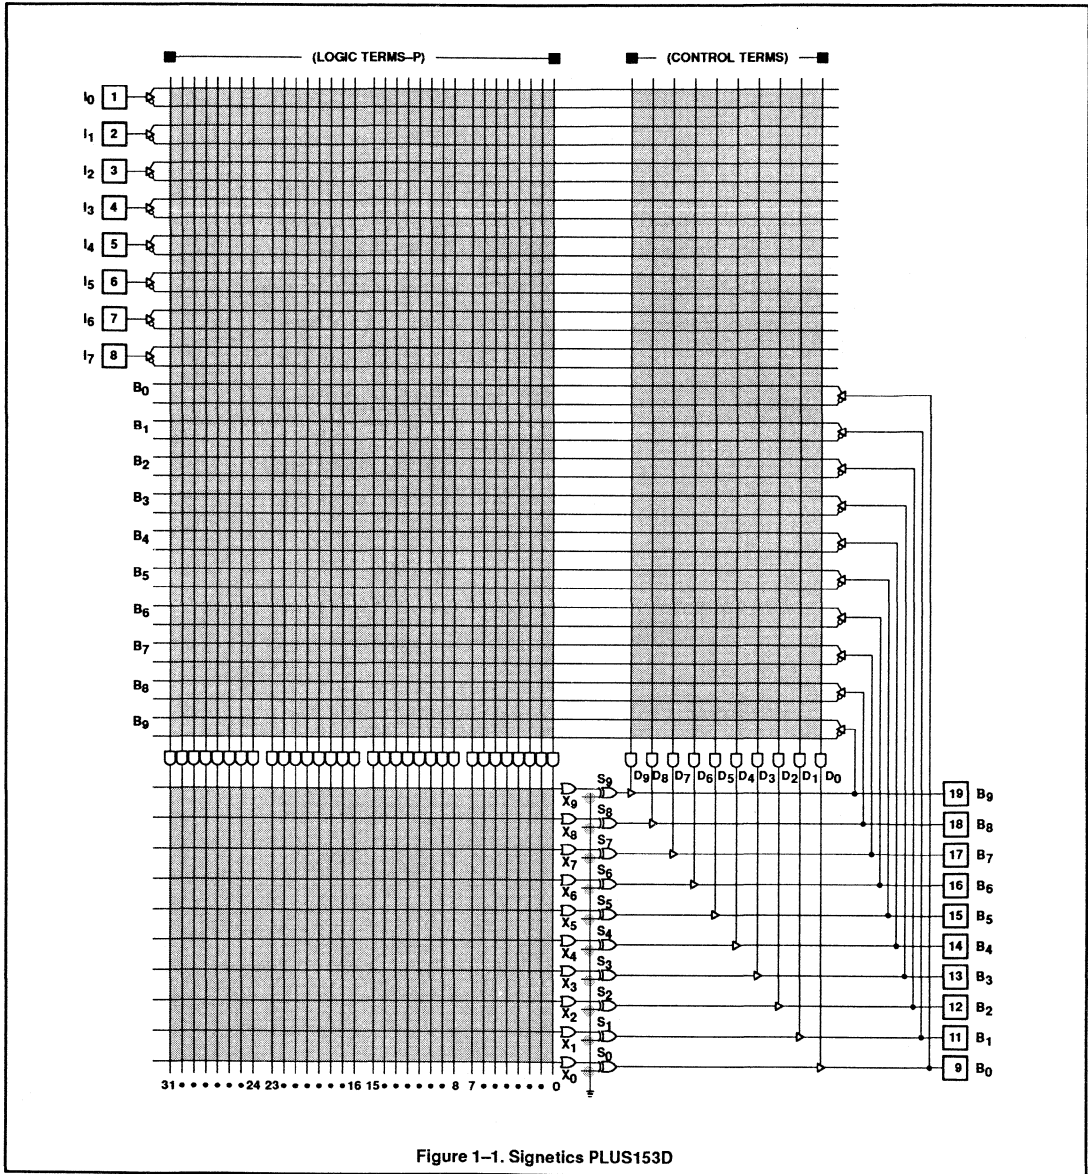 (LOGIC TERMS–P) (CONTROL TERMS)
I0 1
I1 2
I2 3
I3 4
I4 5
I5 6
I6 7
I7 8
B0
B1
B2
B3
B4
B5
B6
B7
B8
B9
D9 D8 D7 D6 D5 D4 D3 D2 D1 D0
S9
X9
19 B9
S8
X8
18 B8
S7
X7
17 B7
S6
X6
16 B6
S5
X5
15 B5
S4
X4
14 B4
S3
X3
13 B3
S2
X2
12 B2
S1
X1
11 B1
S0
X0
9 B0
31 • • • • • • 24 23 • • • • • • 16 15 • • • • • • 8 7 • • • • • • 0
Figure 1–1. Signetics PLUS153D